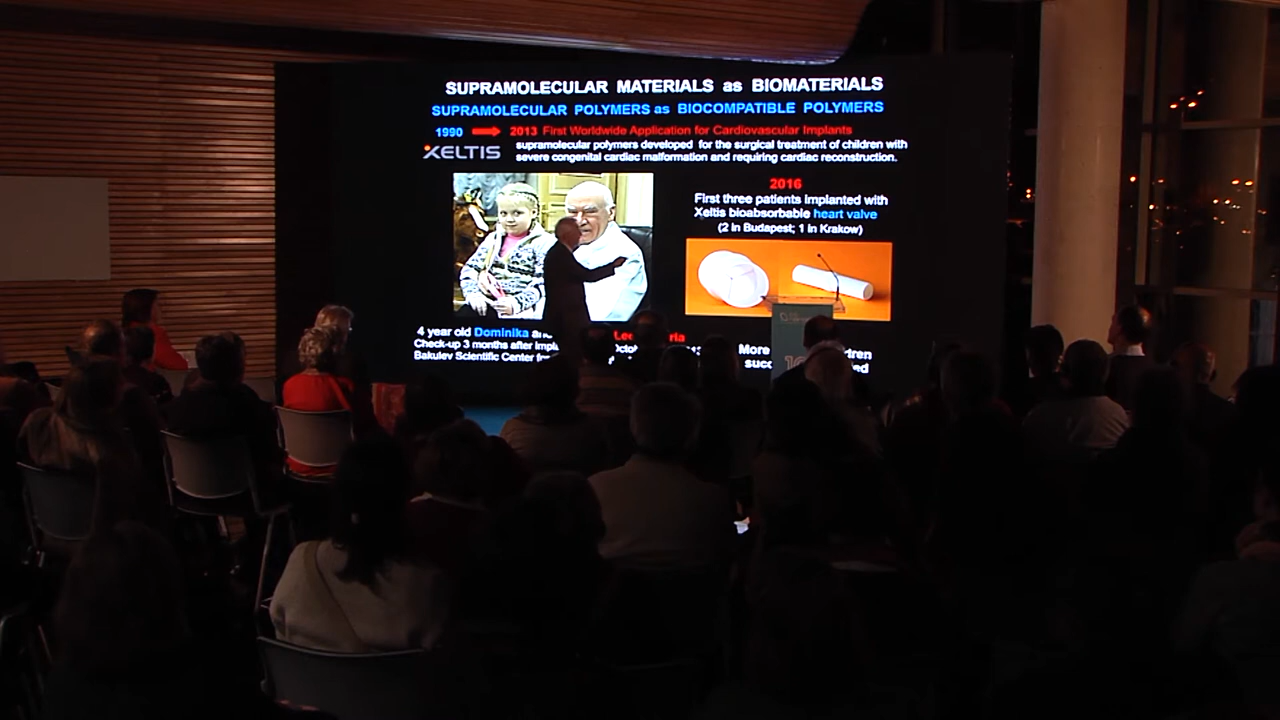 SUPRAMOLECULAR MATERIALS as BIOMATERIALS
SUPRAMOLECULAR POLYMERS as BIOCOMPATIBLE POLYMERS
1990 2013 First Worldwide Application for Cardiovascular Implants
XELTIS
supramolecular polymers developed for the surgical treatment of children with
severe congenital cardiac malformation and requiring cardiac reconstruction.
2016
First three patients implanted with
Xeltis bioabsorbable heart valve
(2 in Budapest; 1 in Krakow)
4 year old Dominika
Check-up 3 months after
Bakulev Scientific Center
More